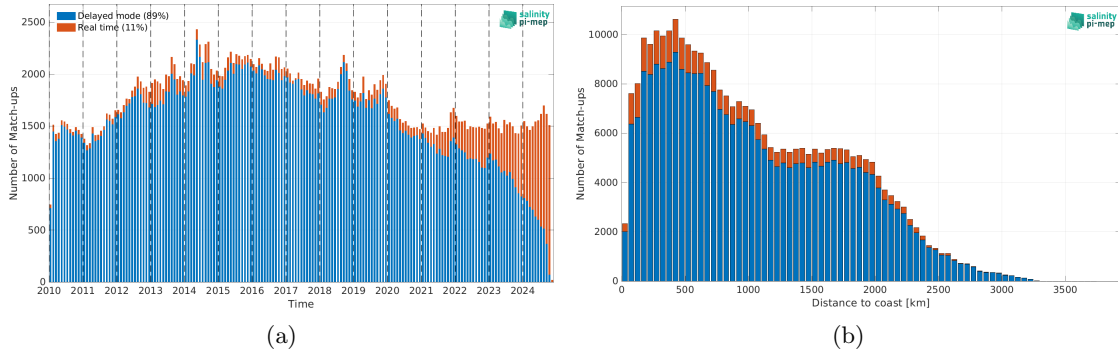 Delayed mode (89%)
Real time (11%)
salinity
pi-mep
Number of Match-ups
2500
2000
1500
1000
500
0
2010 2011 2012 2013 2014 2015 2016 2017 2018 2019 2020 2021 2022 2023 2024
Time
(a)
salinity
pi-mep
Number of Match-ups
10000
8000
6000
4000
2000
0
0 500 1000 1500 2000 2500 3000 3500
Distance to coast [km]
(b)